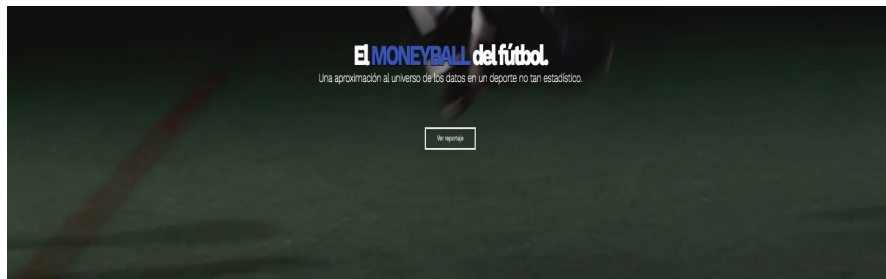 El MONEYBALL del fútbol.
Una aproximación al universo de los datos en un deporte no tan estadístico.
Ver reportaje